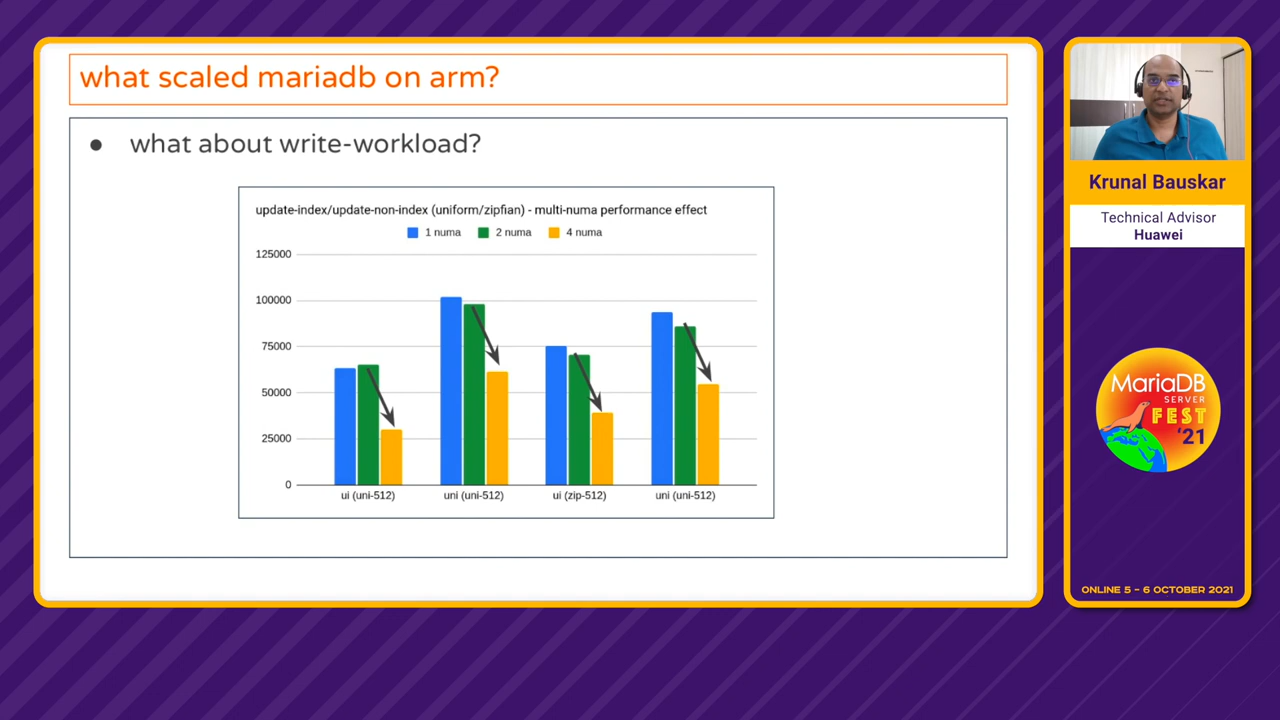 what scaled mariadb on arm?
● what about write-workload?
update-index/update-non-index (uniform/zipfian) - multi-numa performance effect
1 numa 2 numa 4 numa
125000
100000
75000
50000
25000
0
ui (uni-512) uni (uni-512) ui (zip-512) uni (uni-512)
Krunal Bauskar
Technical Advisor
Huawei
MariaDB
SERVER
FEST
'21
ONLINE 5 – 6 OCTOBER 2021